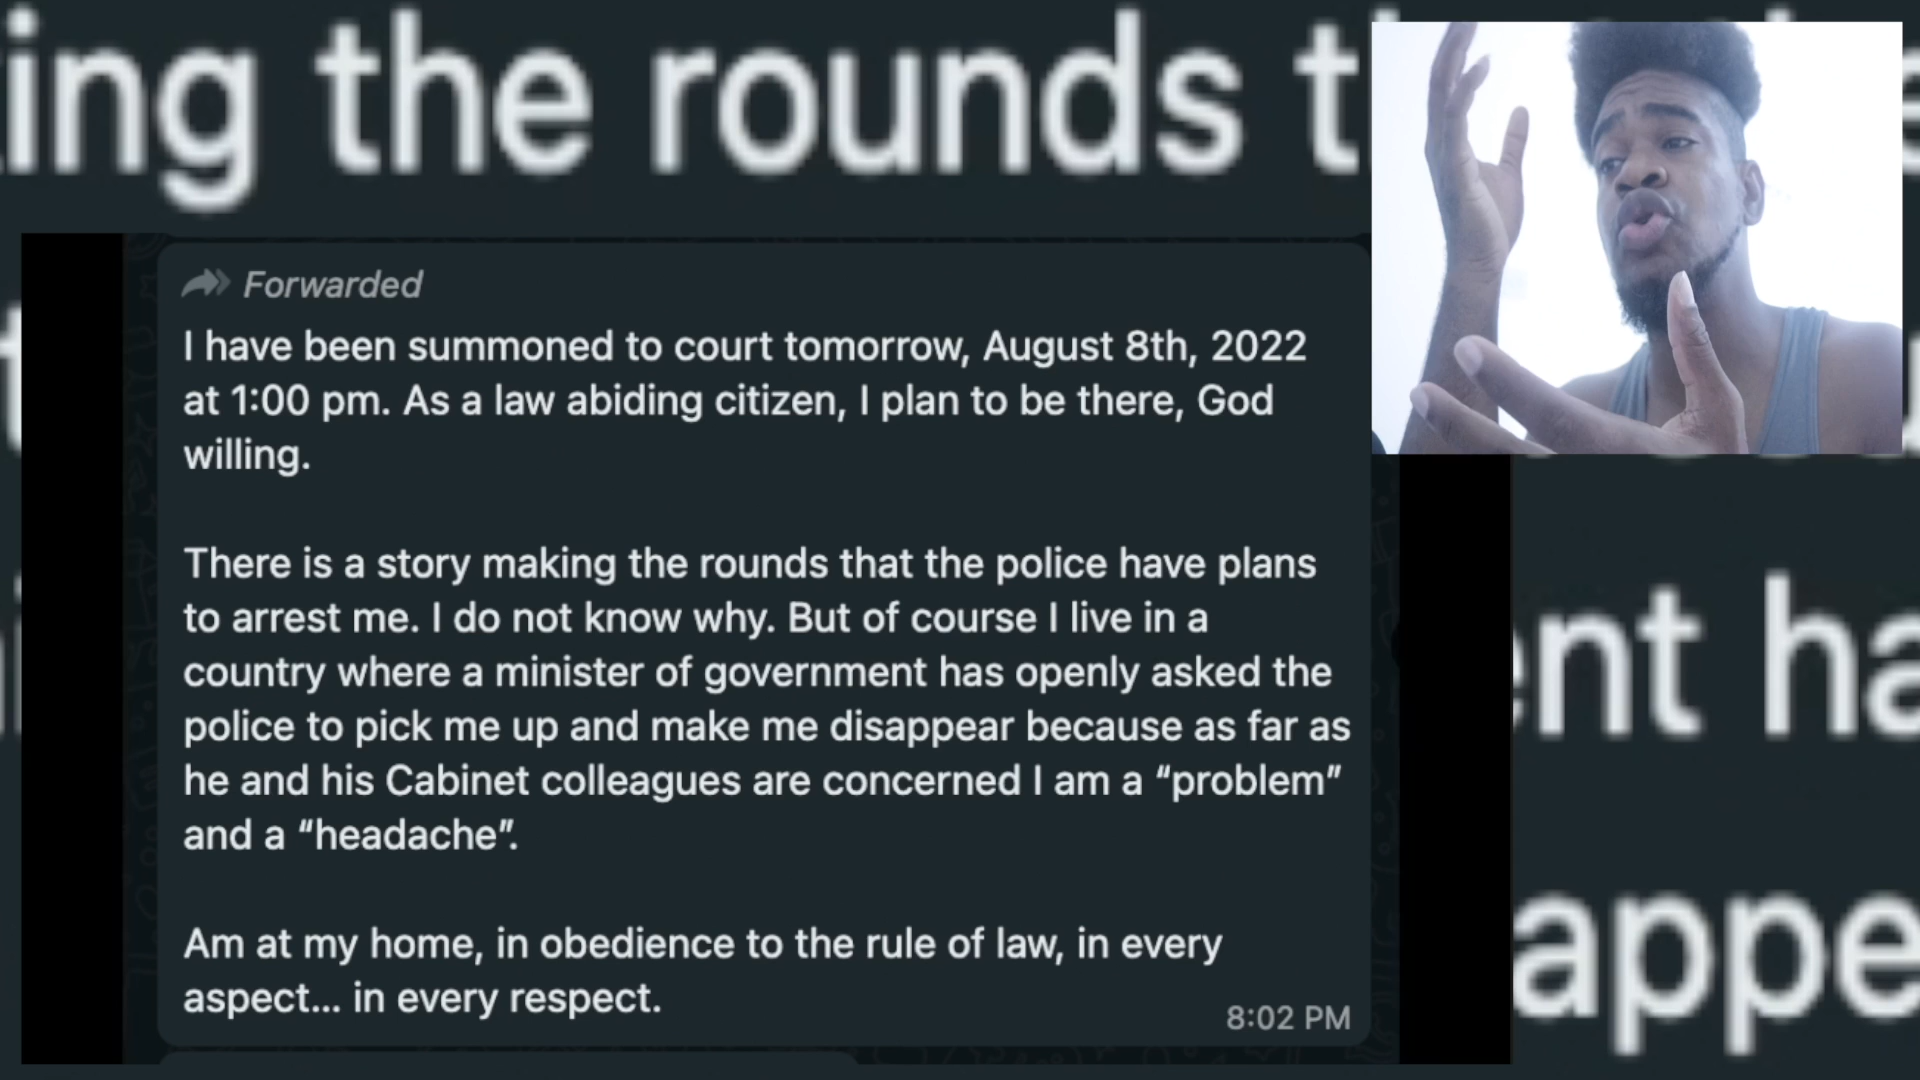 ing the rounds t
Forwarded
I have been summoned to court tomorrow, August 8th, 2022
at 1:00 pm. As a law abiding citizen, I plan to be there, God
willing.
There is a story making the rounds that the police have plans
to arrest me. I do not know why. But of course I live in a
country where a minister of government has openly asked the
police to pick me up and make me disappear because as far as
he and his Cabinet colleagues are concerned I am a “problem”
and a “headache”.
Am at my home, in obedience to the rule of law, in every
aspect... in every respect.
8:02 PM
ent ha
appe